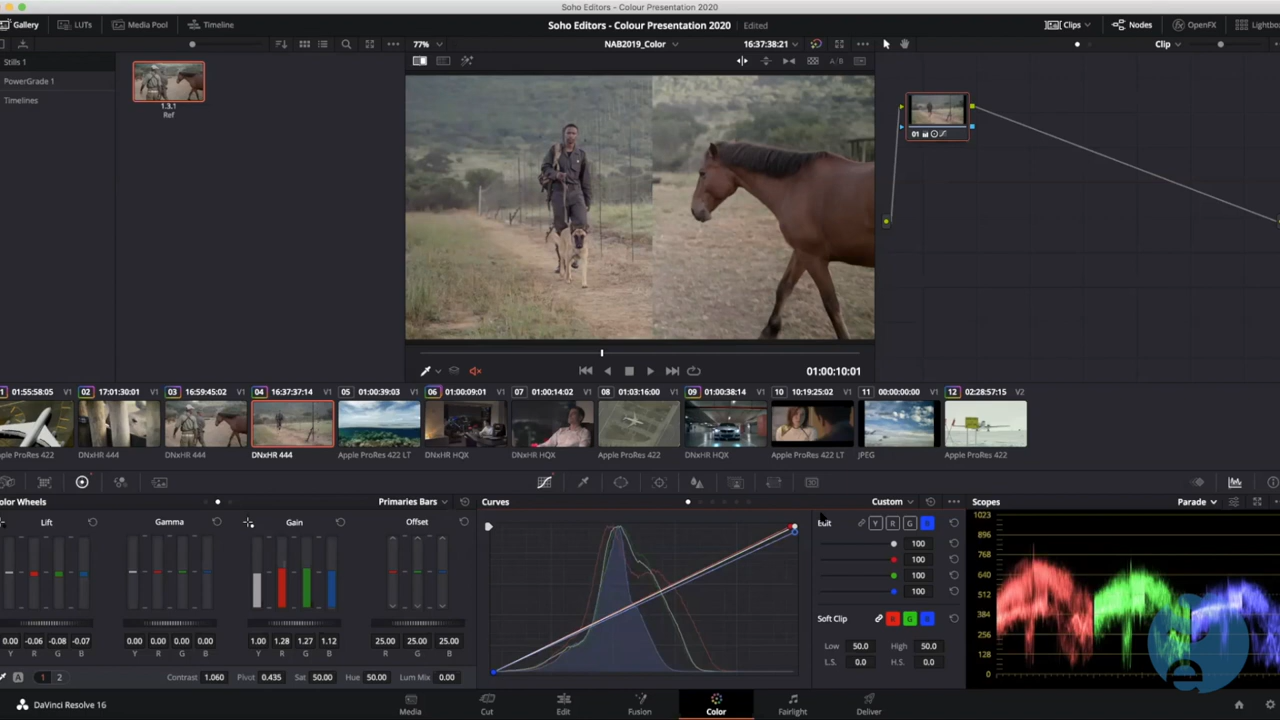 Soho Editors - Colour Presentation 2020
Gallery LUTs Media Pool Timeline Soho Editors - Colour Presentation 2020 Edited Clips Nodes OpenFX Lightbo
77% NAB2019_Color 16:37:38:21 Clip
A/B
Stills 1
PowerGrade 1
Timelines
1.3.1
Ref
01
01:00:10:01
1 01:55:58:05 V1 02 17:01:30:01 V1 03 16:59:45:02 V1 04 16:37:37:14 V1 05 01:00:39:03 V1 06 01:00:09:01 V1 07 01:00:14:02 V1 08 03:16:00:04 V1 09 01:00:38:14 V1 10 10:19:25:02 V1 11 00:00:00:00 V1 12 02:28:57:15 V2
pple ProRes 422 DNxHR 444 DNxHR 444 DNxHR 444 Apple ProRes 422 LT DNxHR HQX DNxHR HQX Apple ProRes 422 DNxHR HQX Apple ProRes 422 LT JPEG Apple ProRes 422
3D
olor Wheels Primaries Bars Curves Custom Scopes Parade
Lift Gamma Gain Offset
Edit Y R G B
100
100
100
100
Soft Clip R G B
Low 50.0 High 50.0
L.S. 0.0 H.S. 0.0
1023
896
768
640
512
384
256
128
0
0.00 -0.06 -0.08 -0.07 0.00 0.00 0.00 0.00 1.00 1.28 1.27 1.12 25.00 25.00 25.00
Y R G B Y R G B Y R G B R G B
A 1 2 Contrast 1.060 Pivot 0.435 Sat 50.00 Hue 50.00 Lum Mix 0.00
DaVinci Resolve 16 Media Cut Edit Fusion Color Fairlight Deliver